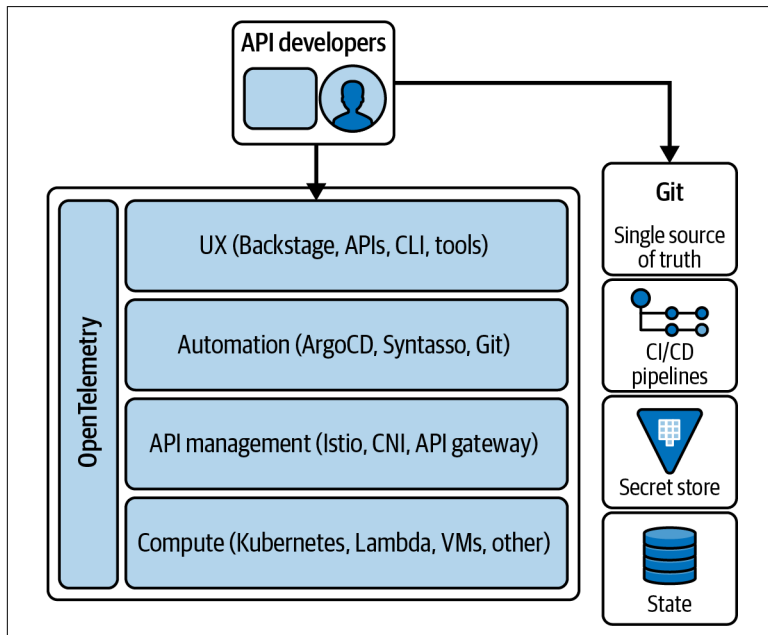 API developers
OpenTelemetry
UX (Backstage, APIs, CLI, tools)
Automation (ArgoCD, Syntasso, Git)
API management (Istio, CNI, API gateway)
Compute (Kubernetes, Lambda, VMs, other)
Git
Single source
of truth
CI/CD
pipelines
Secret store
State